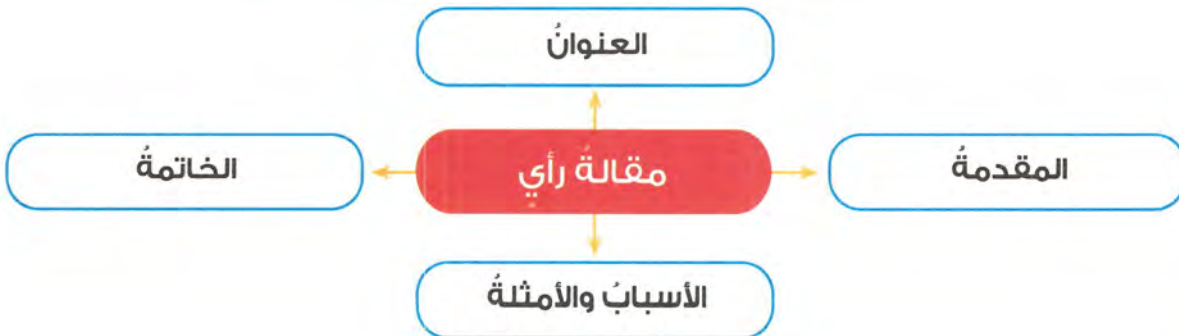 العنوانُ
المقدمةُ
مقالةُ رأيٍ
الخاتمةُ
الأسبابُ والأمثلةُ